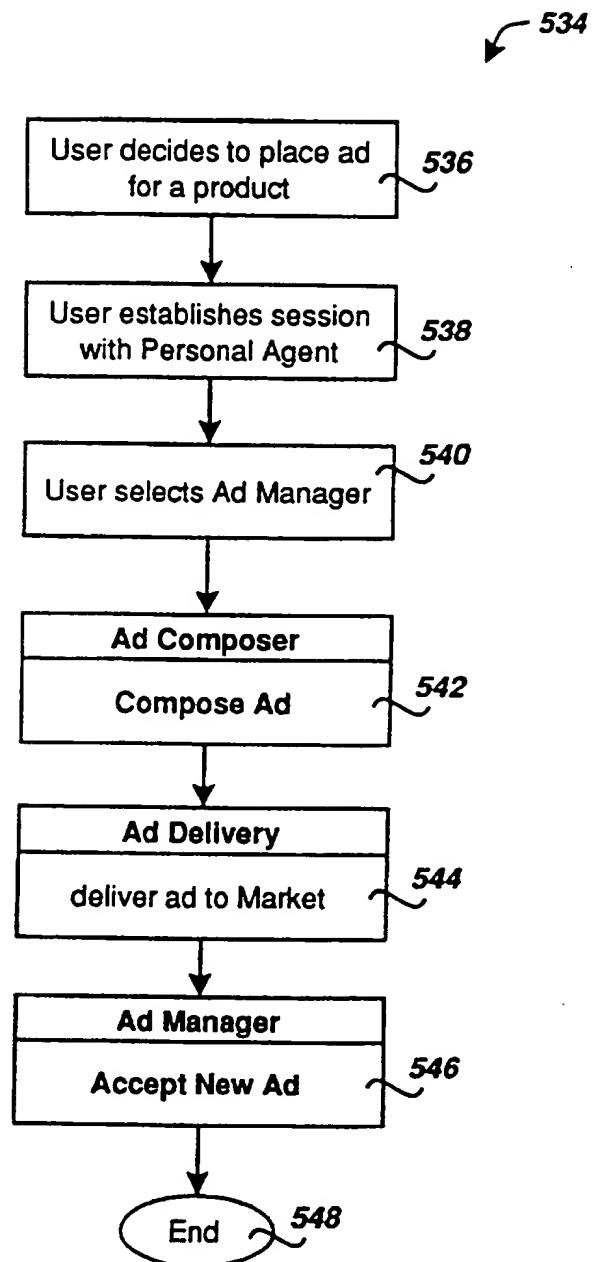 534
User decides to place ad
for a product
536
User establishes session
with Personal Agent
538
User selects Ad Manager
540
Ad Composer
Compose Ad
542
Ad Delivery
deliver ad to Market
544
Ad Manager
Accept New Ad
546
End
548